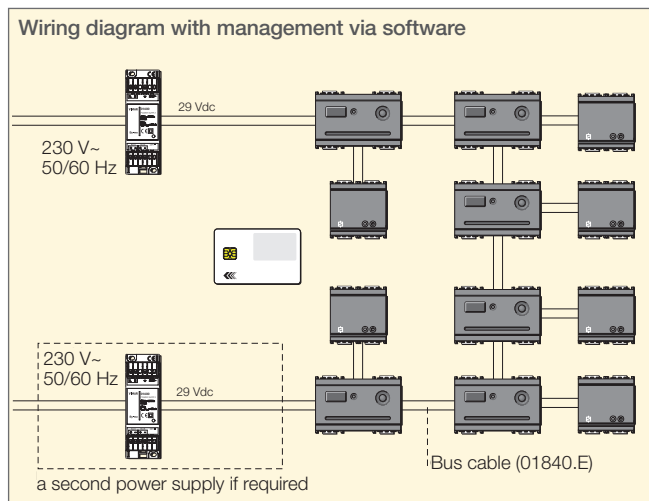 Wiring diagram with management via software
29 Vdc
230 V~
50/60 Hz
230 V~
50/60 Hz
29 Vdc
Bus cable (01840.E)
a second power supply if required